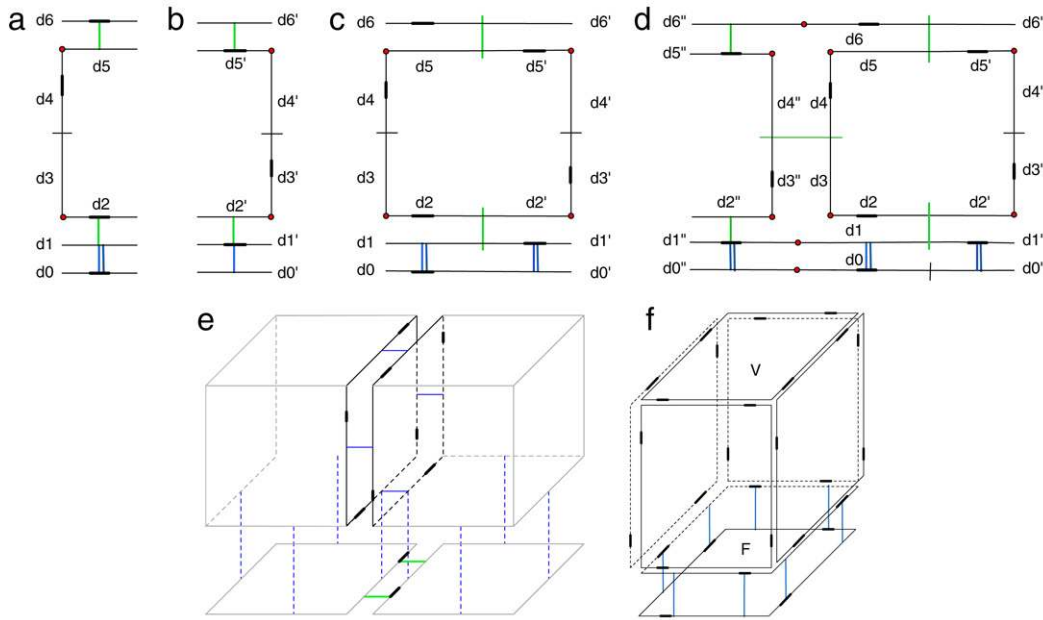 a
d6
d5
d4
d3
d2
d1
d0
b
d6'
d5'
d4'
d3'
d2'
d1'
d0'
c
d6
d6'
d5
d5'
d4
d4'
d3
d3'
d2
d2'
d1
d1'
d0
d0'
d
d6"
d6'
d6
d5"
d5
d5'
d4"
d4
d4'
d3"
d3
d3'
d2"
d2
d2'
d1"
d1
d1'
d0"
d0
d0'
e
f
V
F